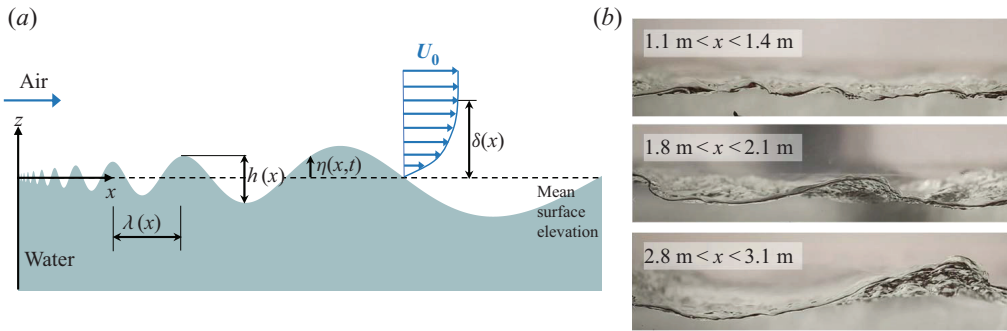 (a)
Air
z
x
λ(x)
Water
h(x)
η(x,t)
U₀
δ(x)
Mean
surface
elevation
(b)
1.1 m < x < 1.4 m
1.8 m < x < 2.1 m
2.8 m < x < 3.1 m